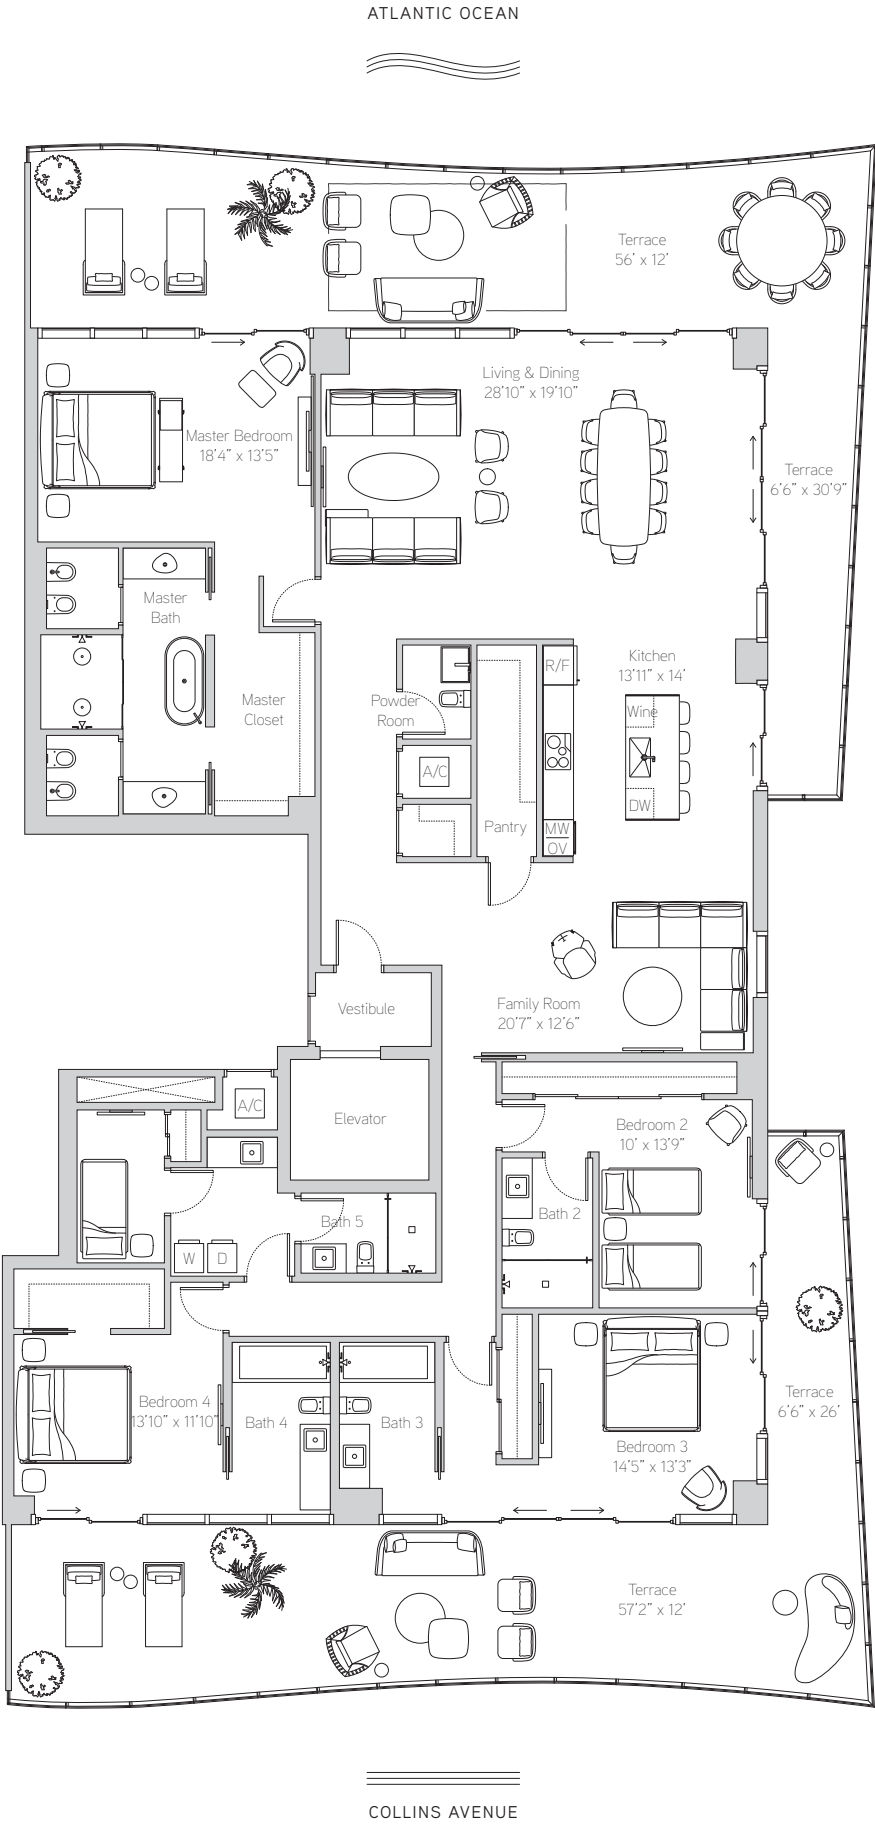 ATLANTIC OCEAN
Terrace
56' x 12'
Living & Dining
28'10" x 19'10"
Master Bedroom
18'4" x 13'5"
Terrace
6'6" x 30'9"
Master
Bath
Kitchen
13'11" x 14'
R/F
Powder
Room
Master
Closet
Wine
A/C
DW
Pantry
MW
OV
Vestibule
Family Room
20'7" x 12'6"
A/C
Elevator
Bedroom 2
10' x 13'9"
Bath 5
Bath 2
W
D
Bedroom 4
13'10" x 11'10"
Bath 4
Bath 3
Terrace
6'6" x 26'
Bedroom 3
14'5" x 13'3"
Terrace
57'2" x 12'
COLLINS AVENUE